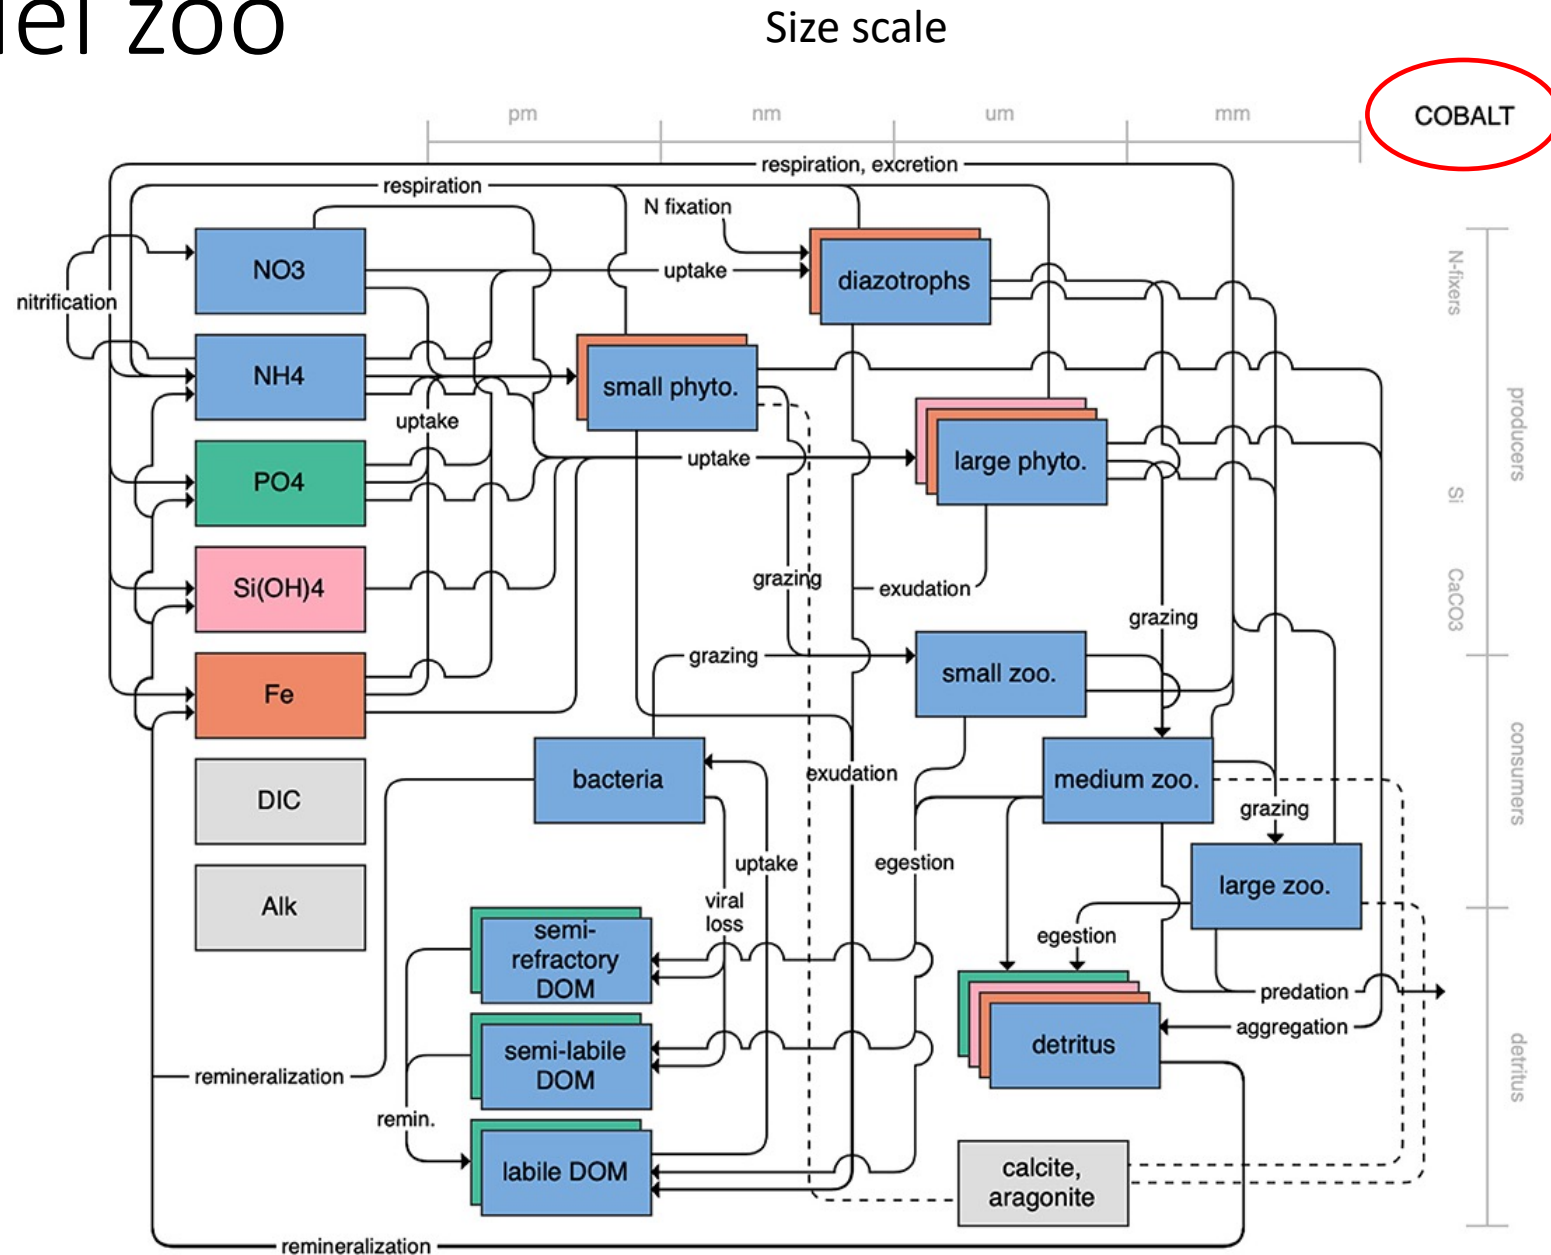 zoo
Size scale
pm
nm
um
mm
COBALT
respiration, excretion
respiration
N fixation
NO3
uptake
diazotrophs
N-fixers
nitrification
NH4
small phyto.
uptake
producers
PO4
uptake
large phyto.
Si
Si(OH)4
grazing
exudation
CaCO3
grazing
grazing
small zoo.
Fe
bacteria
exudation
medium zoo.
consumers
DIC
grazing
uptake
egestion
large zoo.
Alk
viral
loss
semi-
refractory
DOM
egestion
predation
aggregation
semi-labile
DOM
detritus
detritus
remineralization
remin.
labile DOM
calcite,
aragonite
remineralization